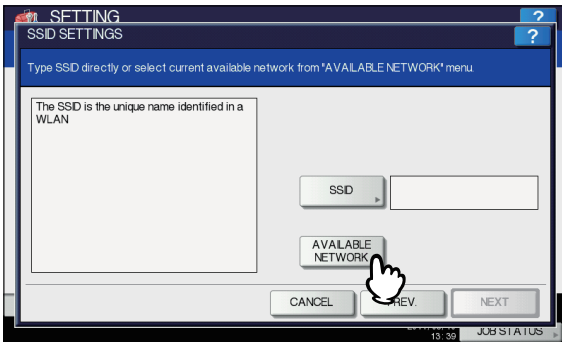 SETTING
?
SSID SETTINGS
?
Type SSID directly or select current available network from "AVAILABLE NETWORK" menu.
The SSID is the unique name identified in a
WLAN
SSID
AVAILABLE
NETWORK
CANCEL
PREV.
NEXT
13:39
JOB STATUS